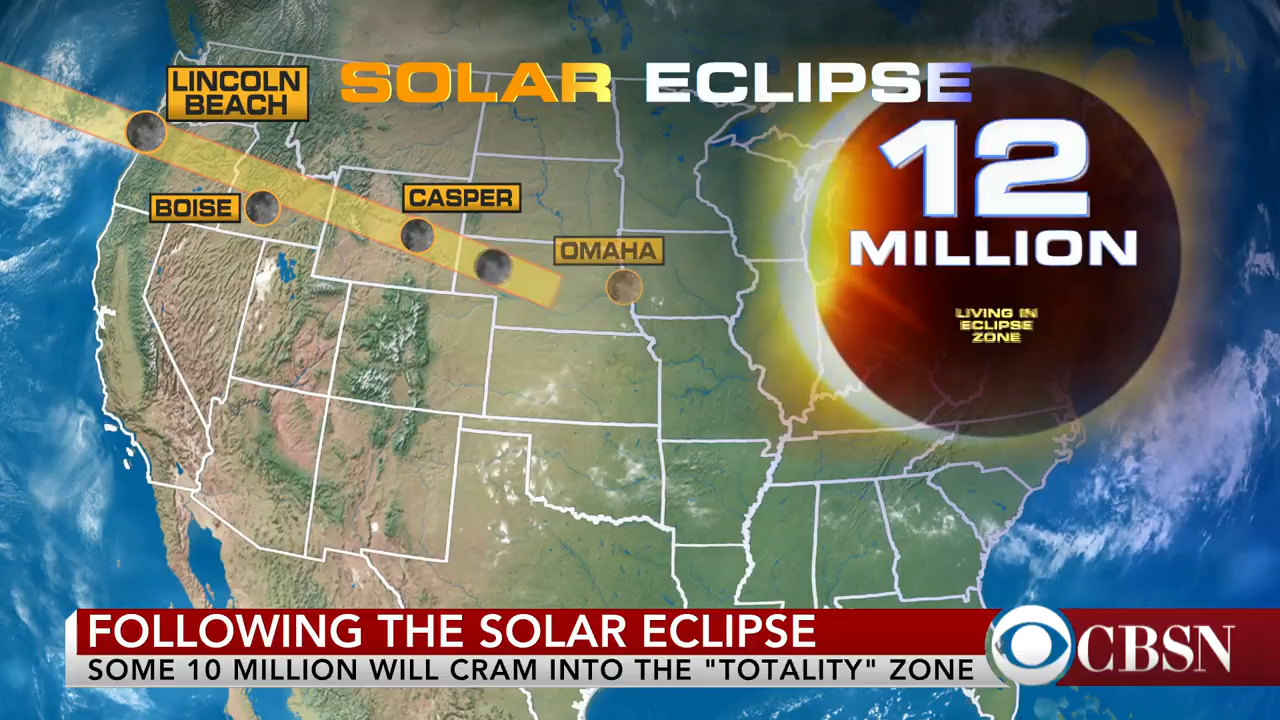 SOLAR ECLIPSE
LINCOLN
BEACH
12
MILLION
BOISE
CASPER
OMAHA
LIVING IN
ECLIPSE
ZONE
FOLLOWING THE SOLAR ECLIPSE
SOME 10 MILLION WILL CRAM INTO THE "TOTALITY" ZONE
CBSN